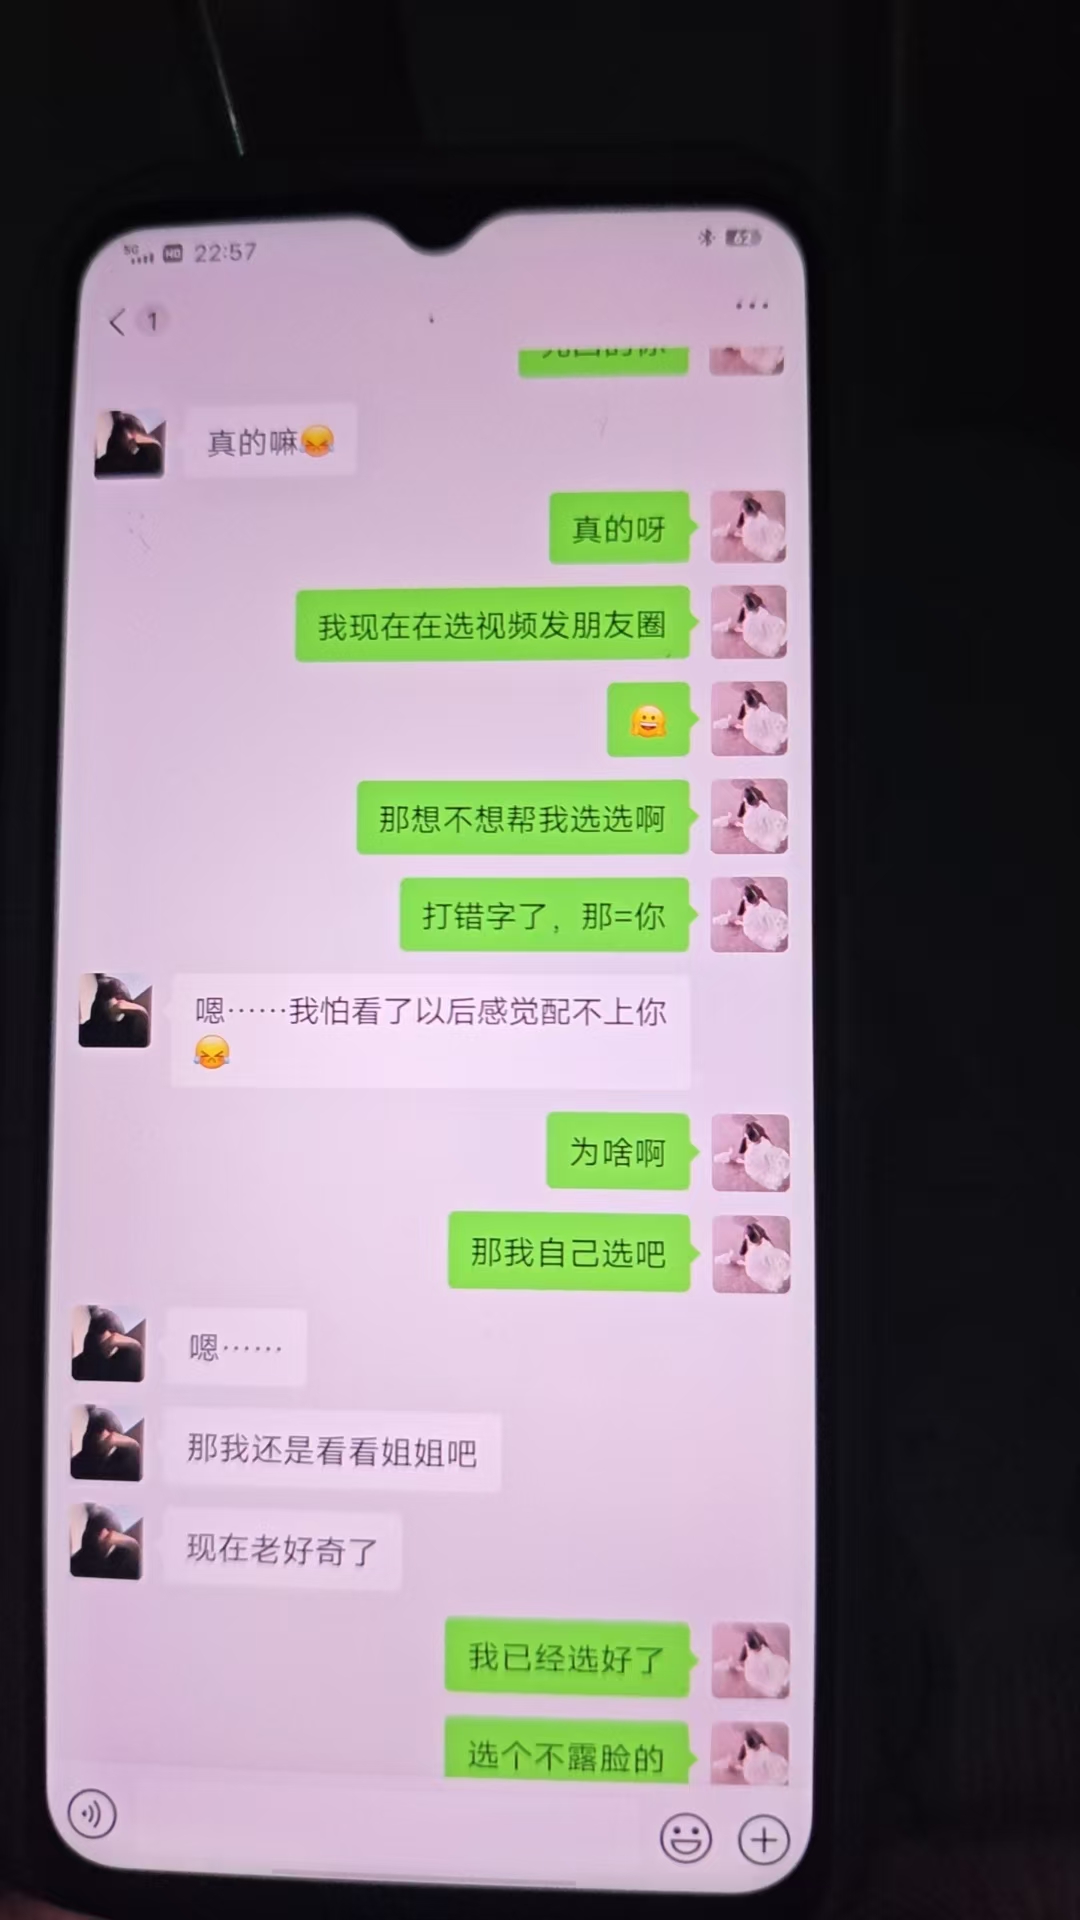 5G HD 22:57 62
1
真的嘛😝
真的呀
我现在在选视频发朋友圈
🤗
那想不想帮我选选啊
打错字了，那=你
嗯……我怕看了以后感觉配不上你
😝
为啥啊
那我自己选吧
嗯……
那我还是看看姐姐吧
现在老好奇了
我已经选好了
选个不露脸的